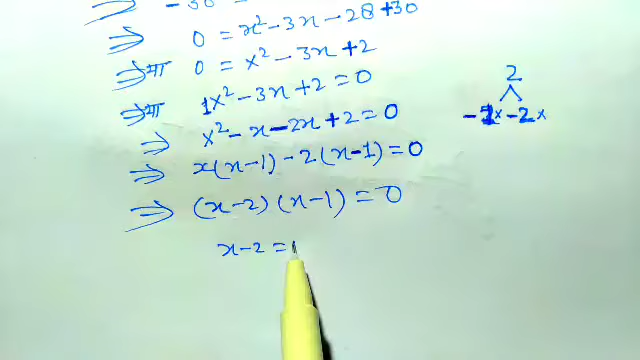 ⇒ -30
⇒ 0 = x² - 3x - 28 + 30
⇒ या 0 = x² - 3x + 2
⇒ या 1x² - 3x + 2 = 0
⇒ x² - x - 2x + 2 = 0
⇒ x(x-1) - 2(x-1) = 0
⇒ (x-2) (x-1) = 0
x - 2 =
2
-1x -2x